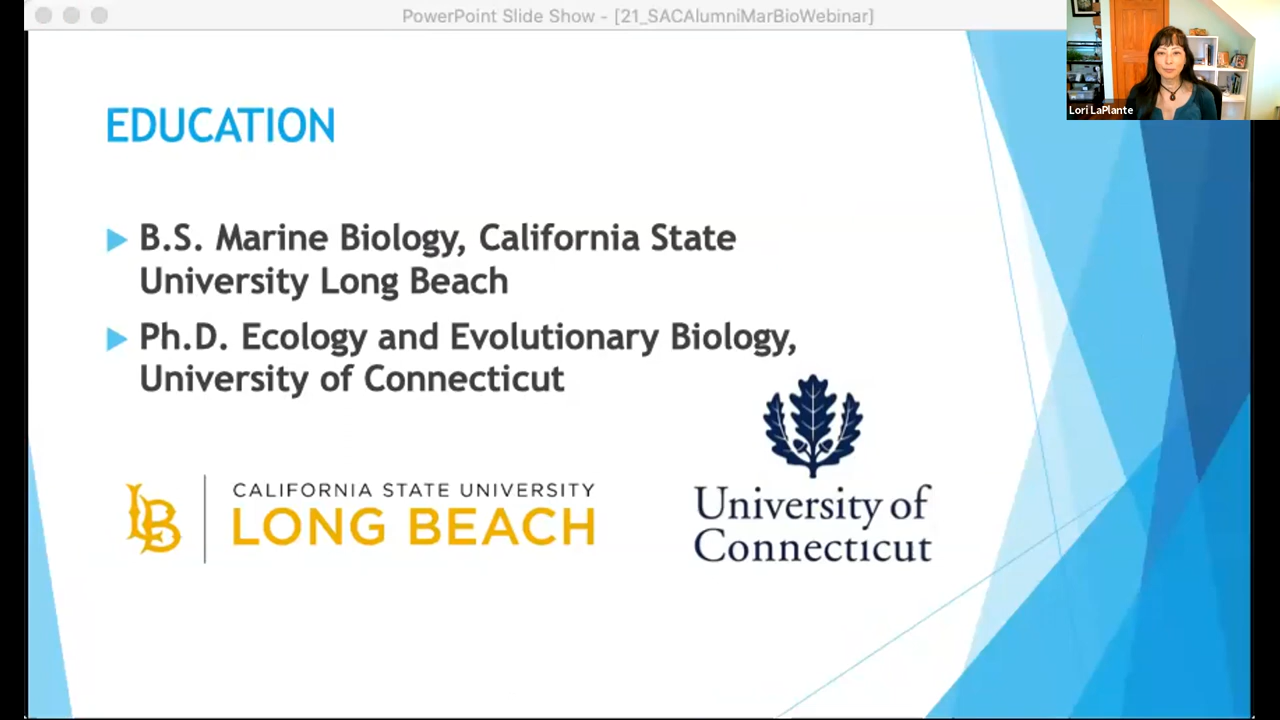 PowerPoint Slide Show - [21_SACAlumniMarBioWebinar]
Lori LaPlante
EDUCATION
B.S. Marine Biology, California State
University Long Beach
Ph.D. Ecology and Evolutionary Biology,
University of Connecticut
LB
CALIFORNIA STATE UNIVERSITY
LONG BEACH
University of
Connecticut